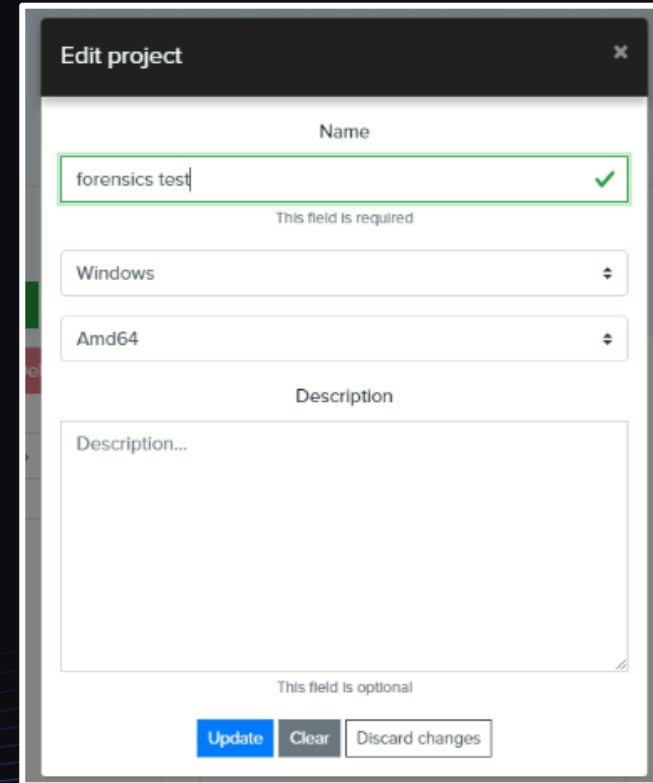 Edit project
×
Name
forensics test
This field is required
Windows
Amd64
Description
Description...
This field is optional
Update Clear Discard changes